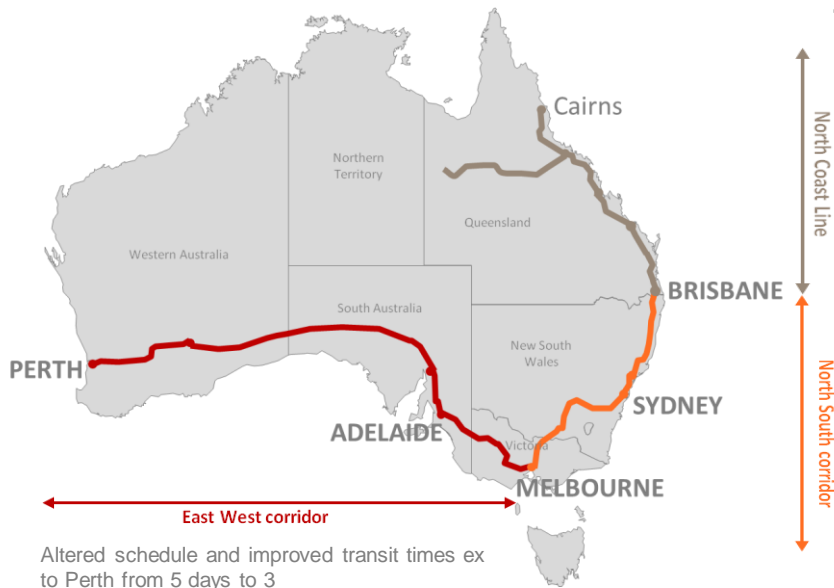 Cairns
Northern
Territory
North Coast Line
Queensland
Western Australia
BRISBANE
South Australia
New South
Wales
PERTH
SYDNEY
North South corridor
ADELAIDE
Victoria
MELBOURNE
East West corridor
Altered schedule and improved transit times ex
to Perth from 5 days to 3